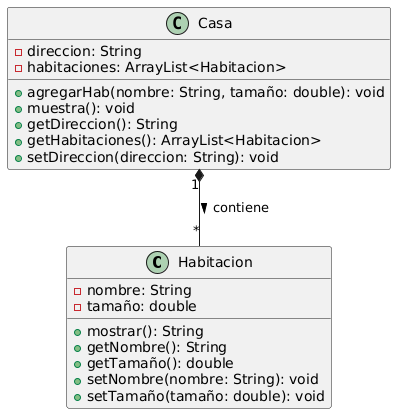 C Casa
direccion: String
habitaciones: ArrayList<Habitacion>
agregarHab(nombre: String, tamaño: double): void
muestra(): void
getDireccion(): String
getHabitaciones(): ArrayList<Habitacion>
setDireccion(direccion: String): void
1
contiene
*
C Habitacion
nombre: String
tamaño: double
mostrar(): String
getNombre(): String
getTamaño(): double
setNombre(nombre: String): void
setTamaño(tamaño: double): void